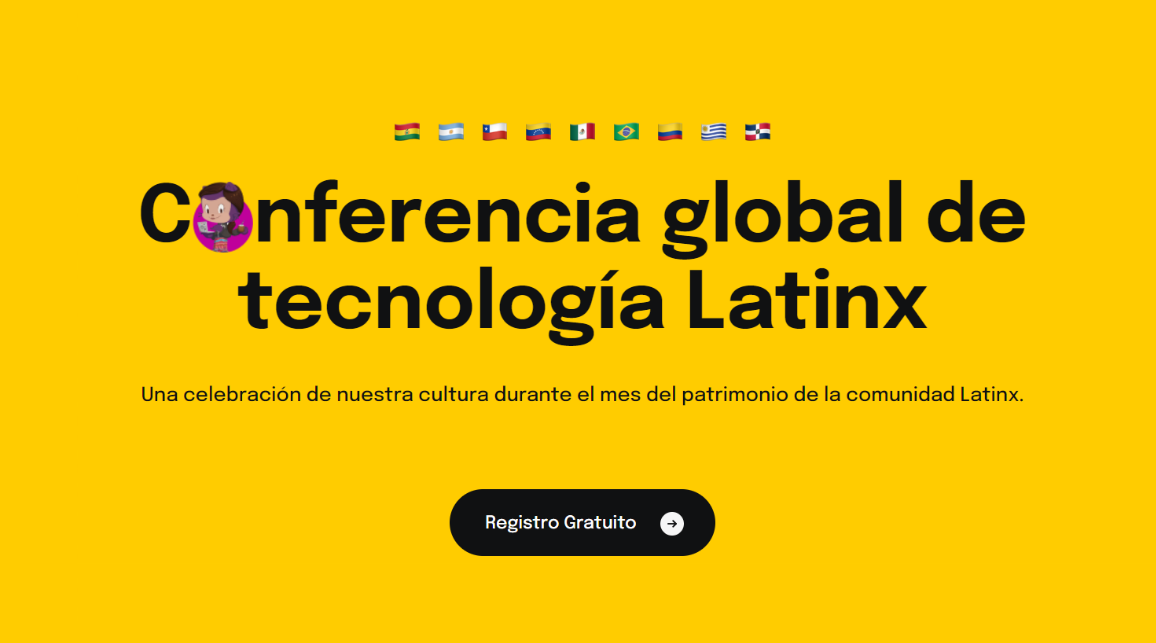 Conferencia global de
tecnología Latinx
Una celebración de nuestra cultura durante el mes del patrimonio de la comunidad Latinx.
Registro Gratuito